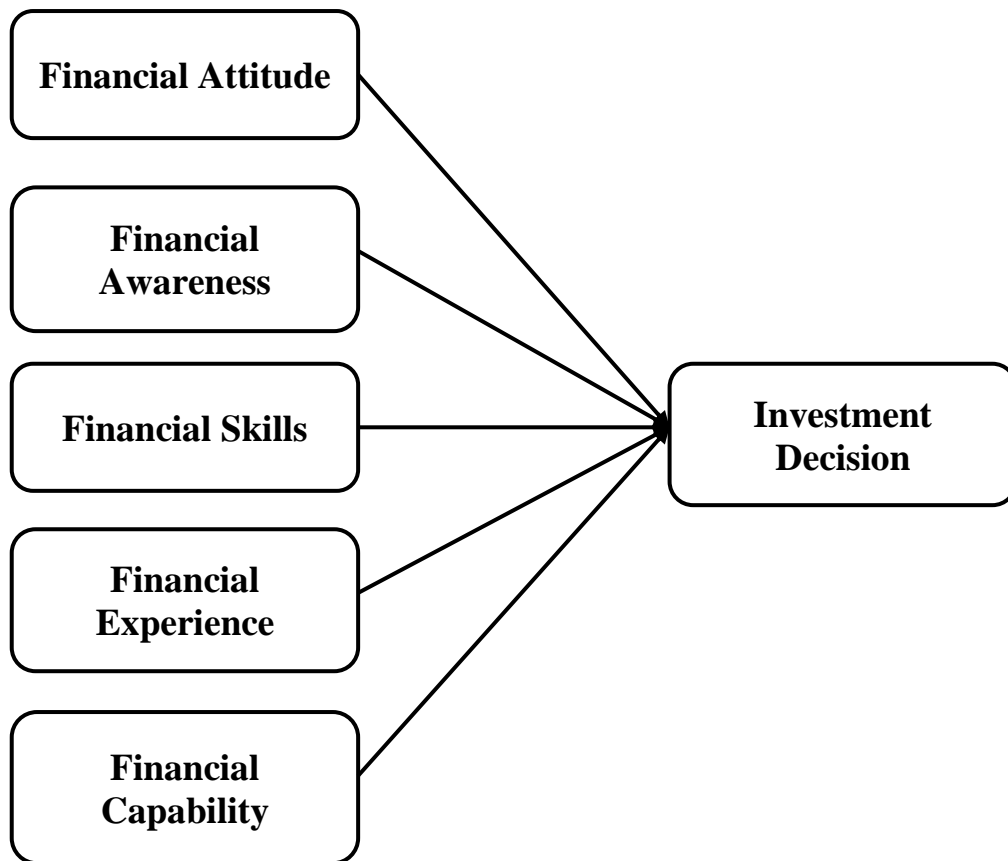 Financial Attitude
Financial
Awareness
Financial Skills
Financial
Experience
Financial
Capability
Investment
Decision